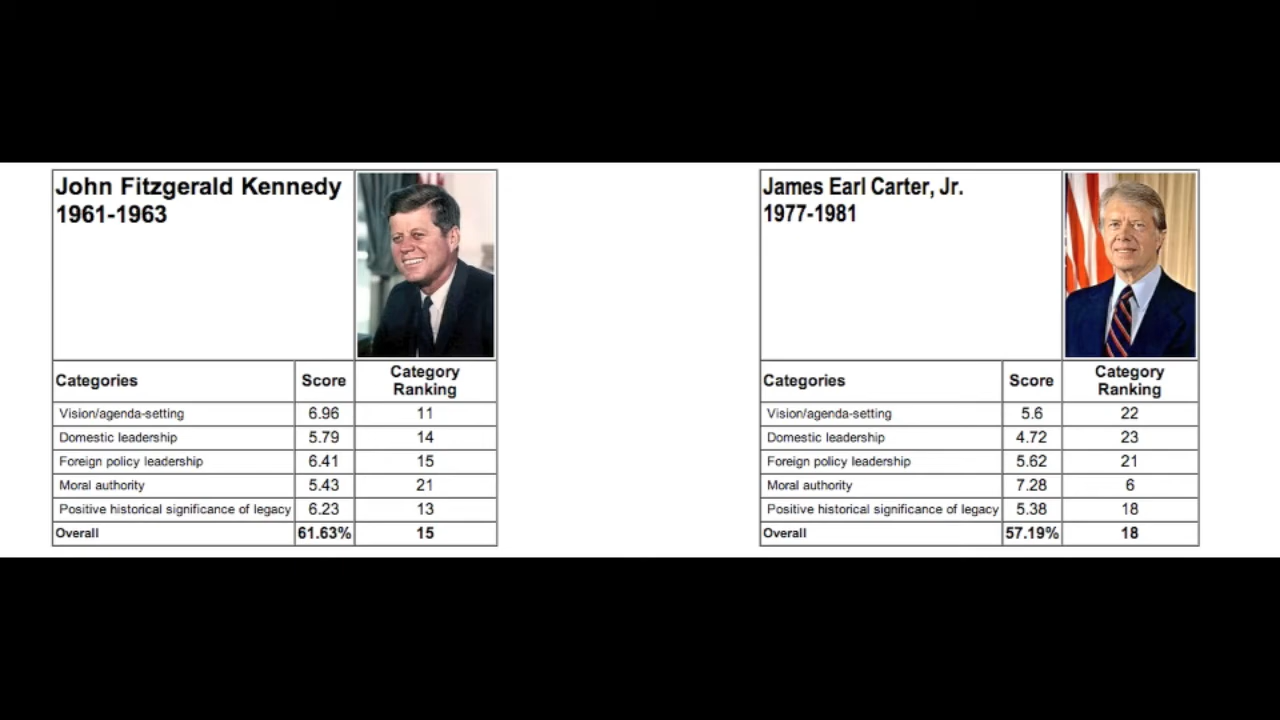 John Fitzgerald Kennedy
1961-1963
Categories Score Category Ranking
Vision/agenda-setting 6.96 11
Domestic leadership 5.79 14
Foreign policy leadership 6.41 15
Moral authority 5.43 21
Positive historical significance of legacy 6.23 13
Overall 61.63% 15
James Earl Carter, Jr.
1977-1981
Categories Score Category Ranking
Vision/agenda-setting 5.6 22
Domestic leadership 4.72 23
Foreign policy leadership 5.62 21
Moral authority 7.28 6
Positive historical significance of legacy 5.38 18
Overall 57.19% 18